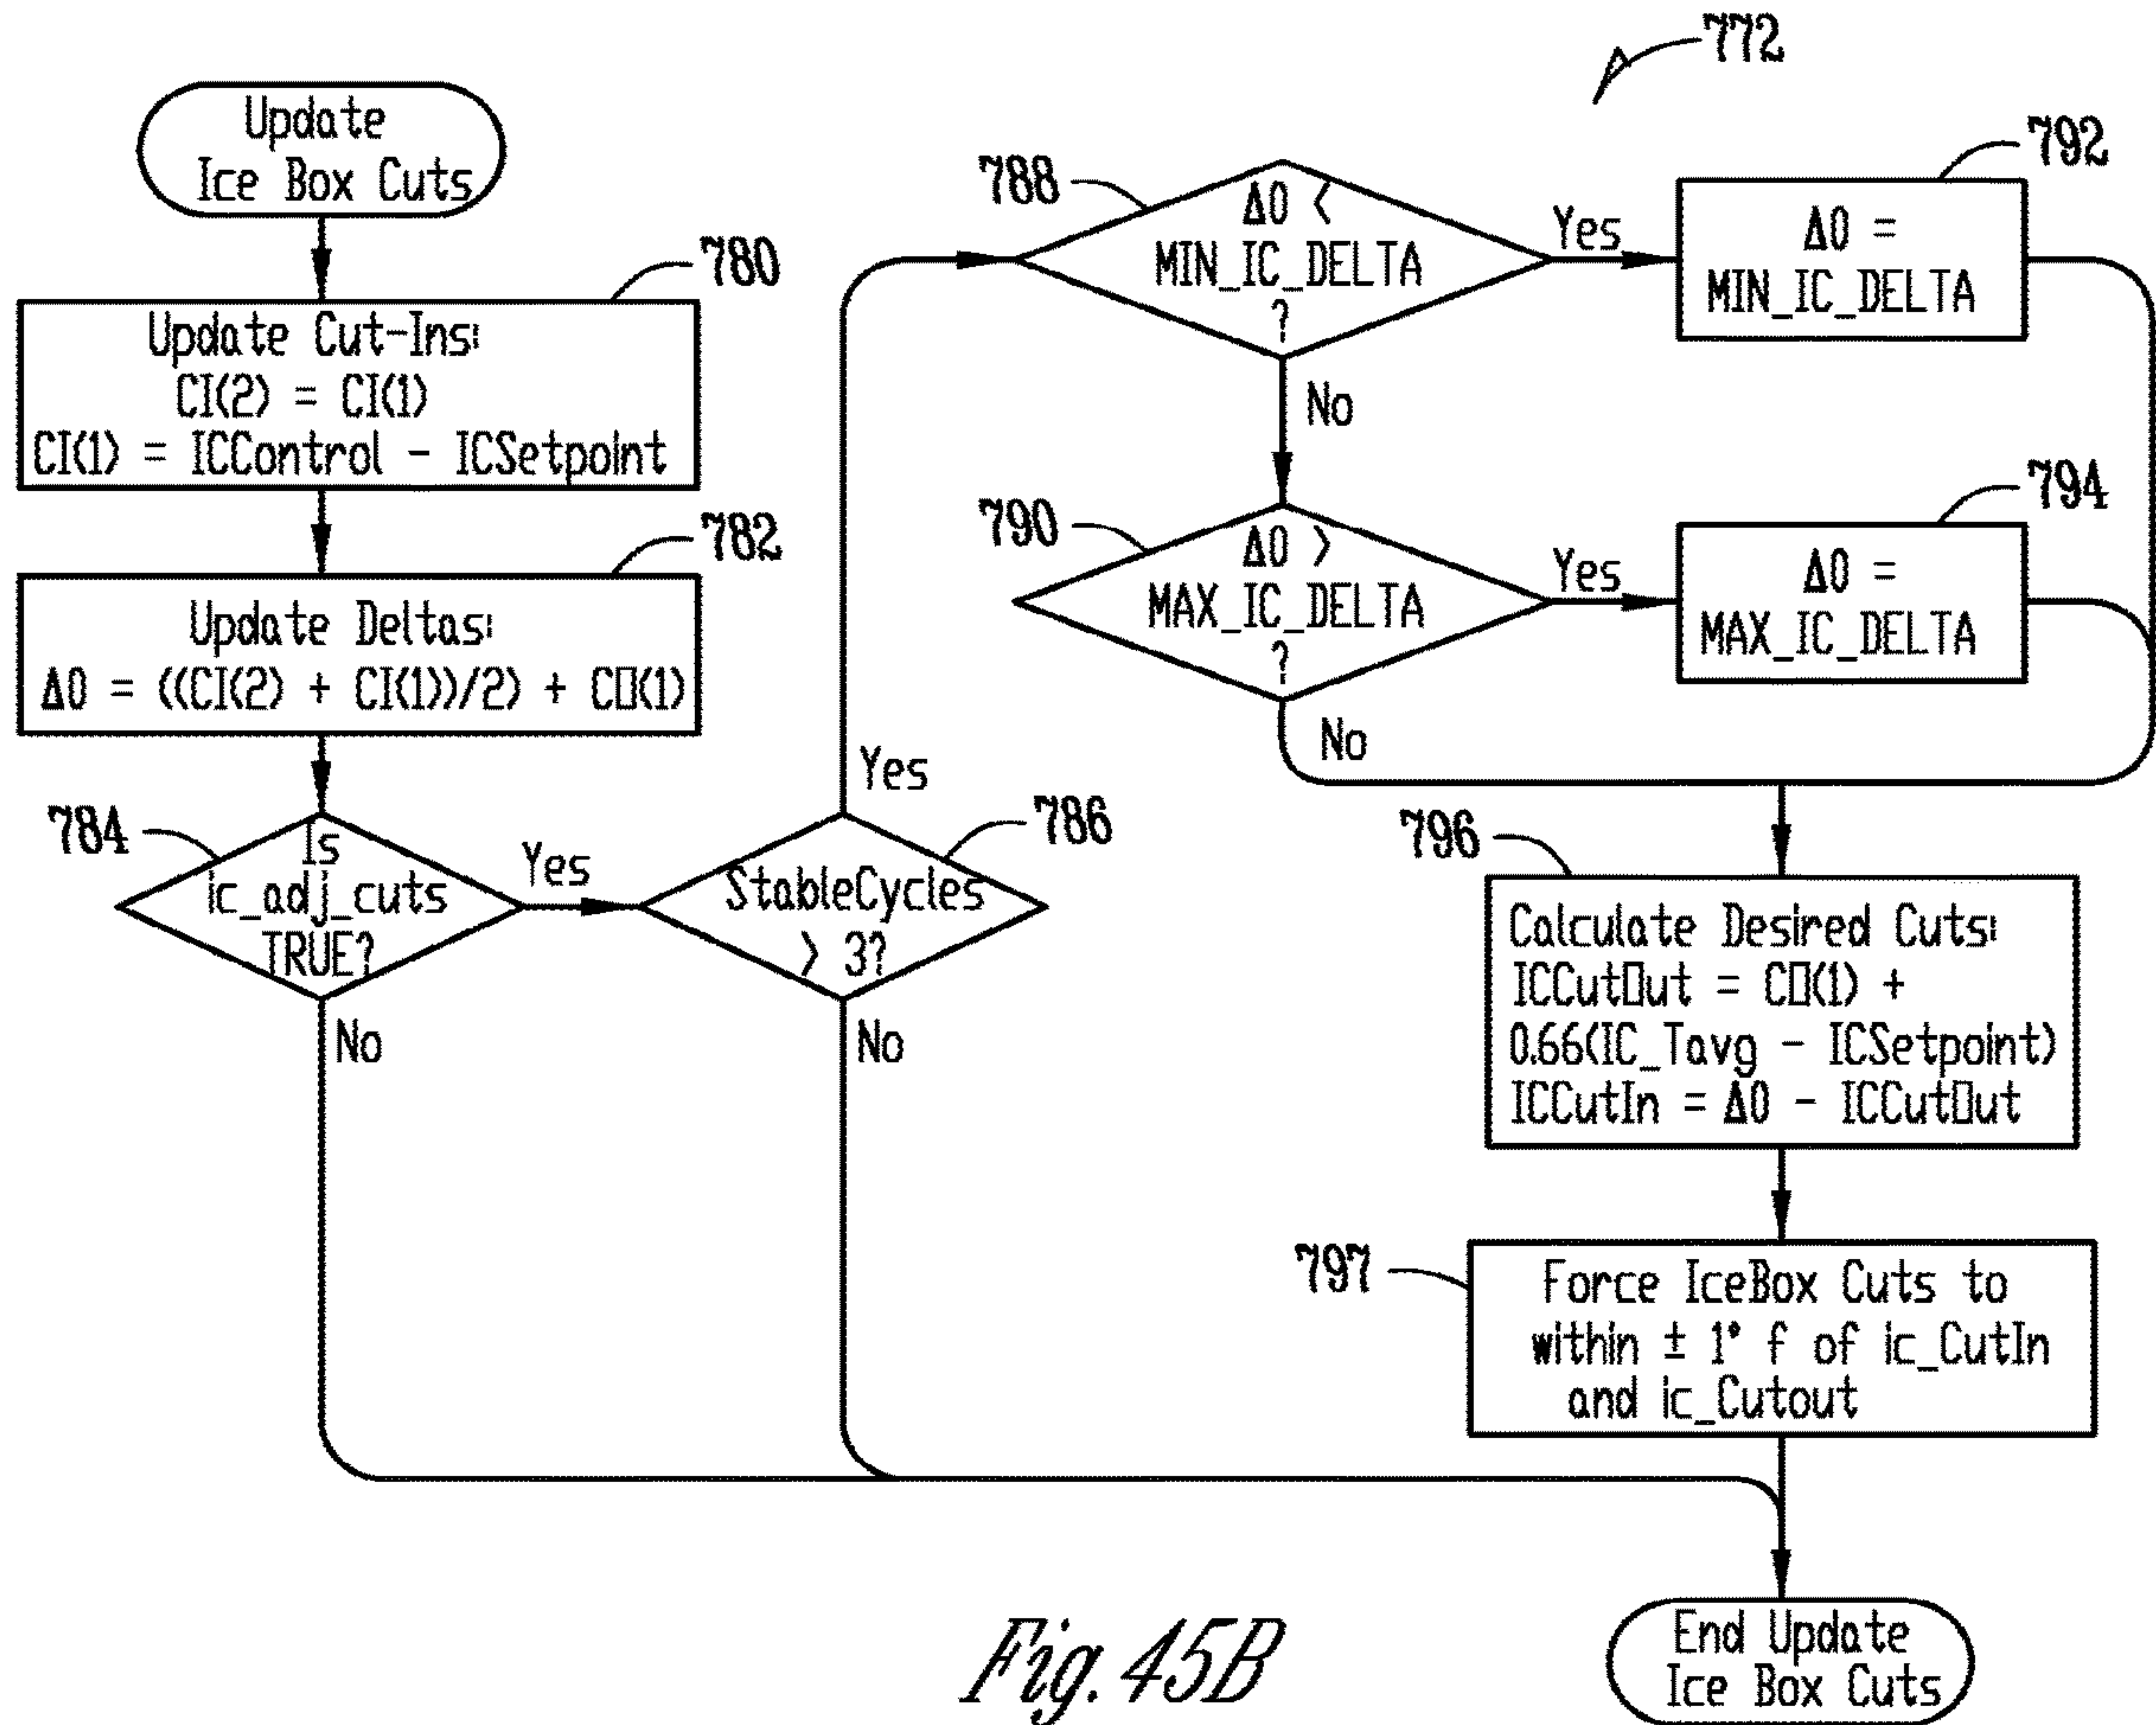 772
Update
Ice Box Cuts
780
Update Cut-Ins:
CI(2) = CI(1)
CI(1) = ICControl - ICSetpoint
782
Update Deltas:
Δ0 = ((CI(2) + CI(1))/2) + CO(1)
784
Is
ic_adj_cuts
TRUE?
Yes
No
786
StableCycles
> 3?
Yes
No
788
Δ0 <
MIN_IC_DELTA
?
Yes
No
792
Δ0 =
MIN_IC_DELTA
790
Δ0 >
MAX_IC_DELTA
?
Yes
No
794
Δ0 =
MAX_IC_DELTA
796
Calculate Desired Cuts:
ICCutOut = CO(1) +
0.66(IC_Tavg - ICSetpoint)
ICCutIn = Δ0 - ICCutOut
797
Force IceBox Cuts to
within ± 1° f of ic_CutIn
and ic_Cutout
End Update
Ice Box Cuts
Fig. 45B